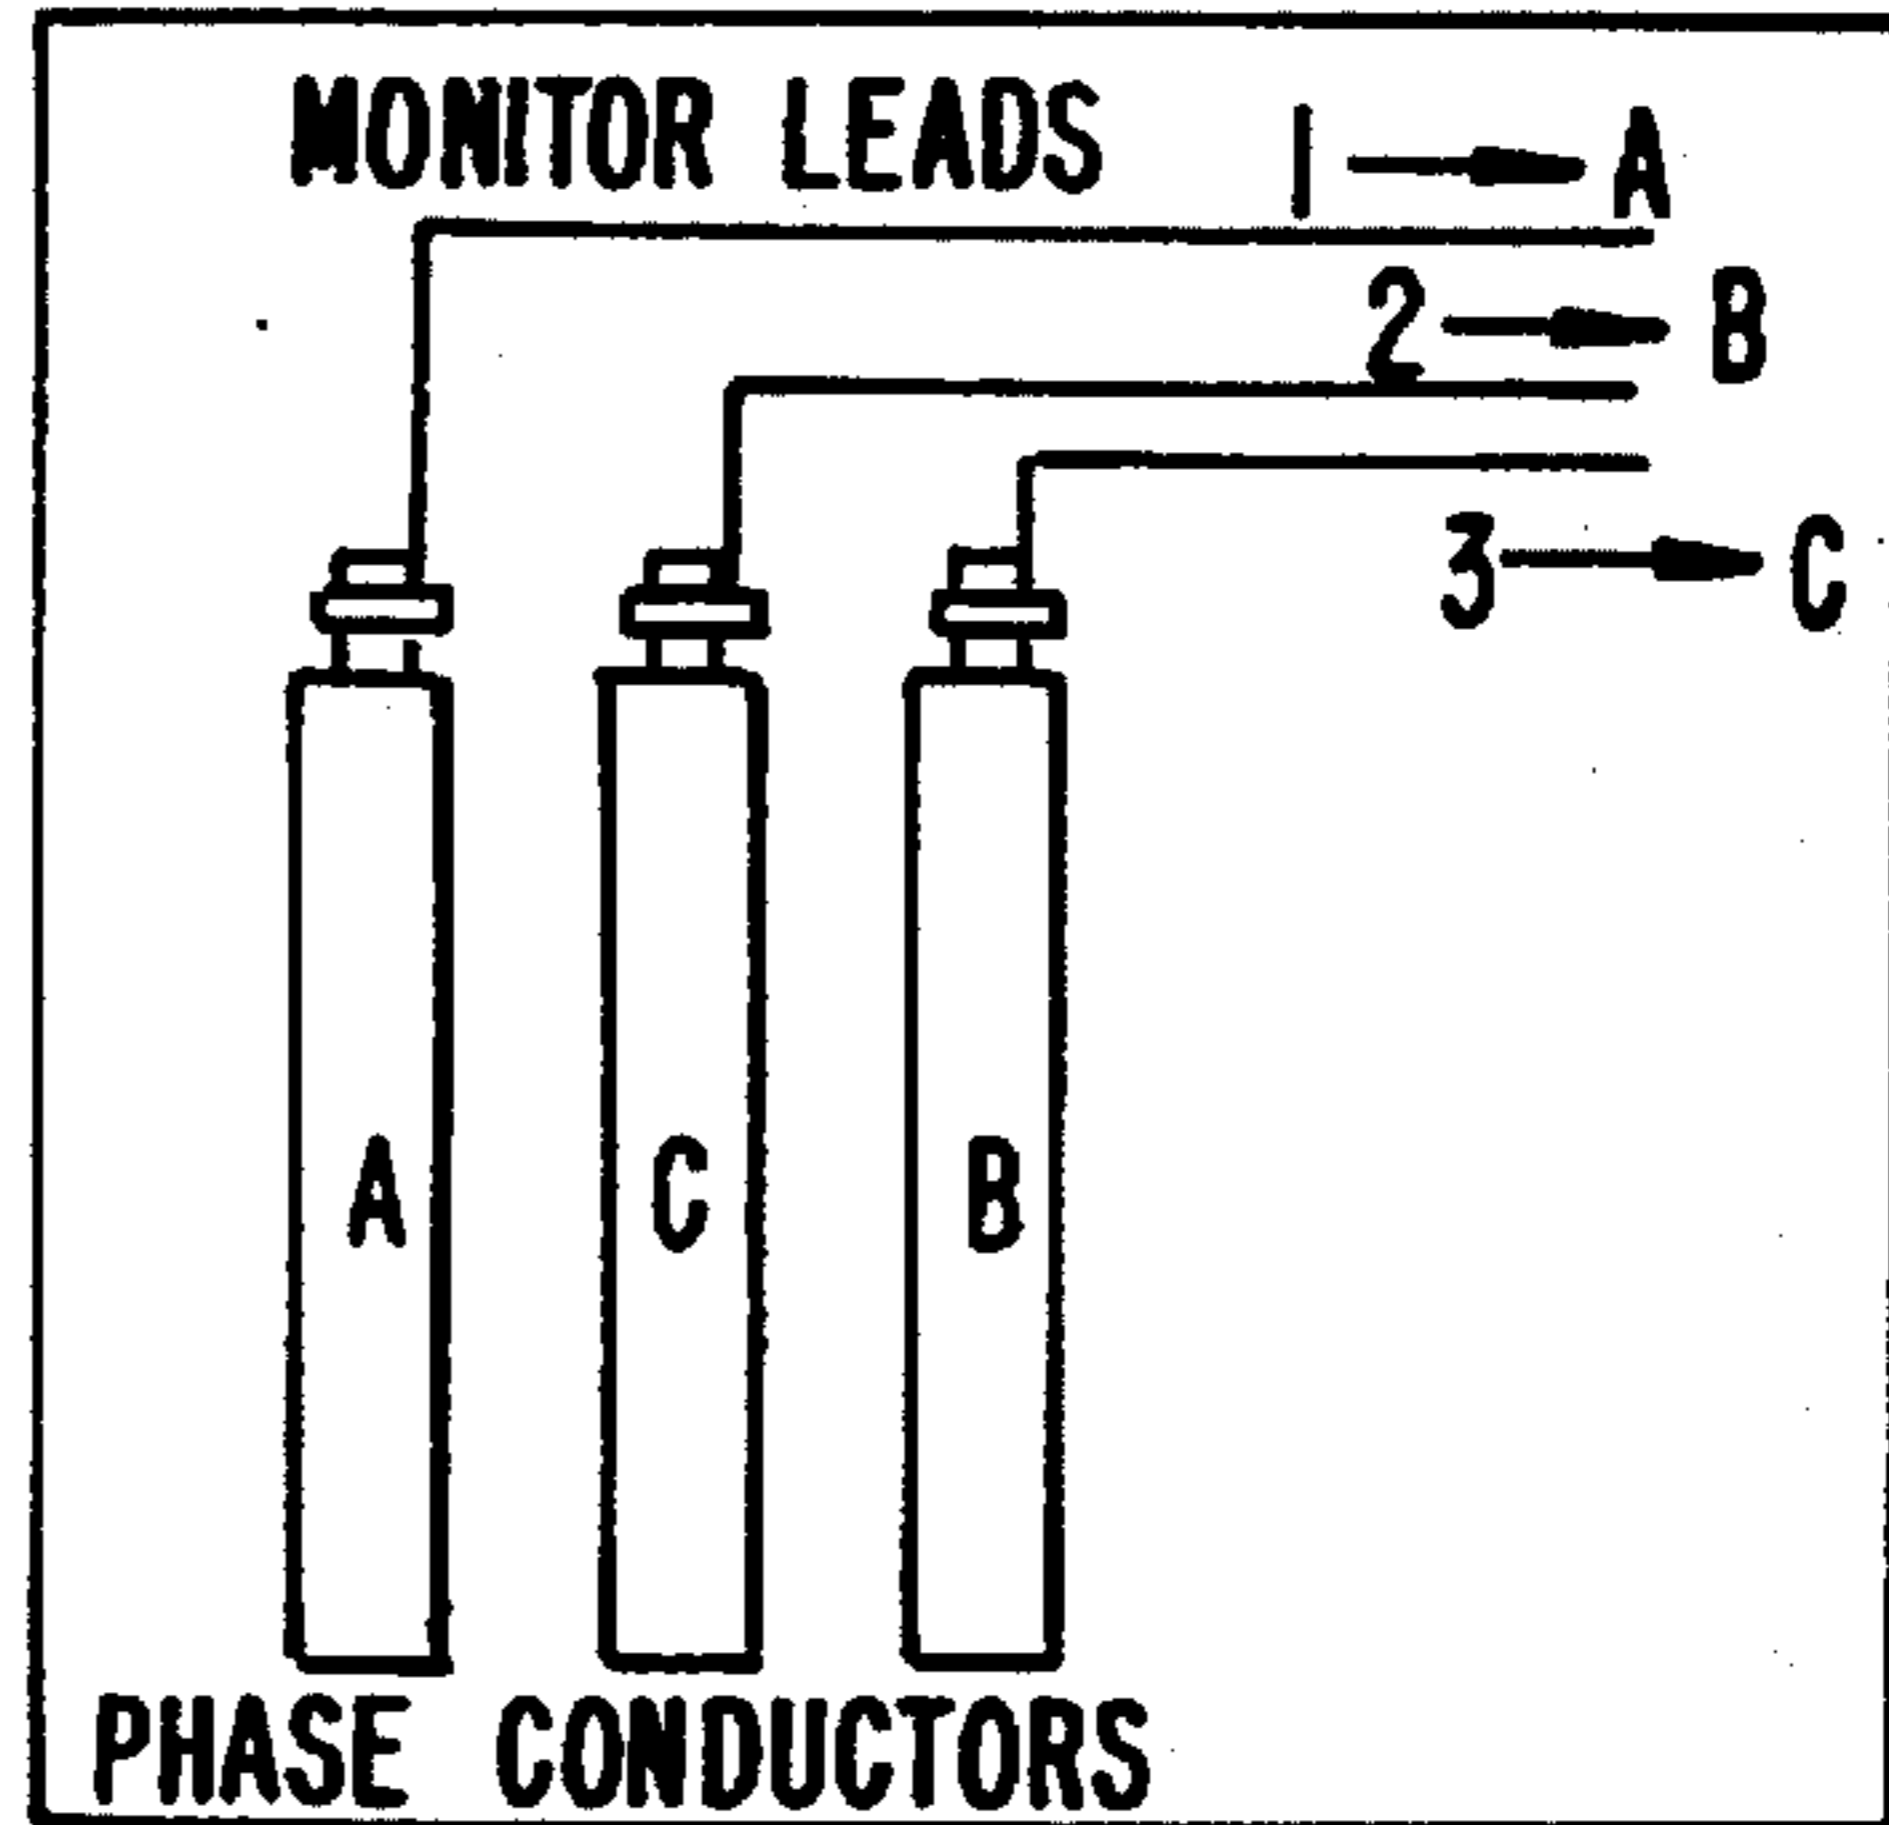 MONITOR LEADS 1 → A
2 → B
3 → C
A C B
PHASE CONDUCTORS